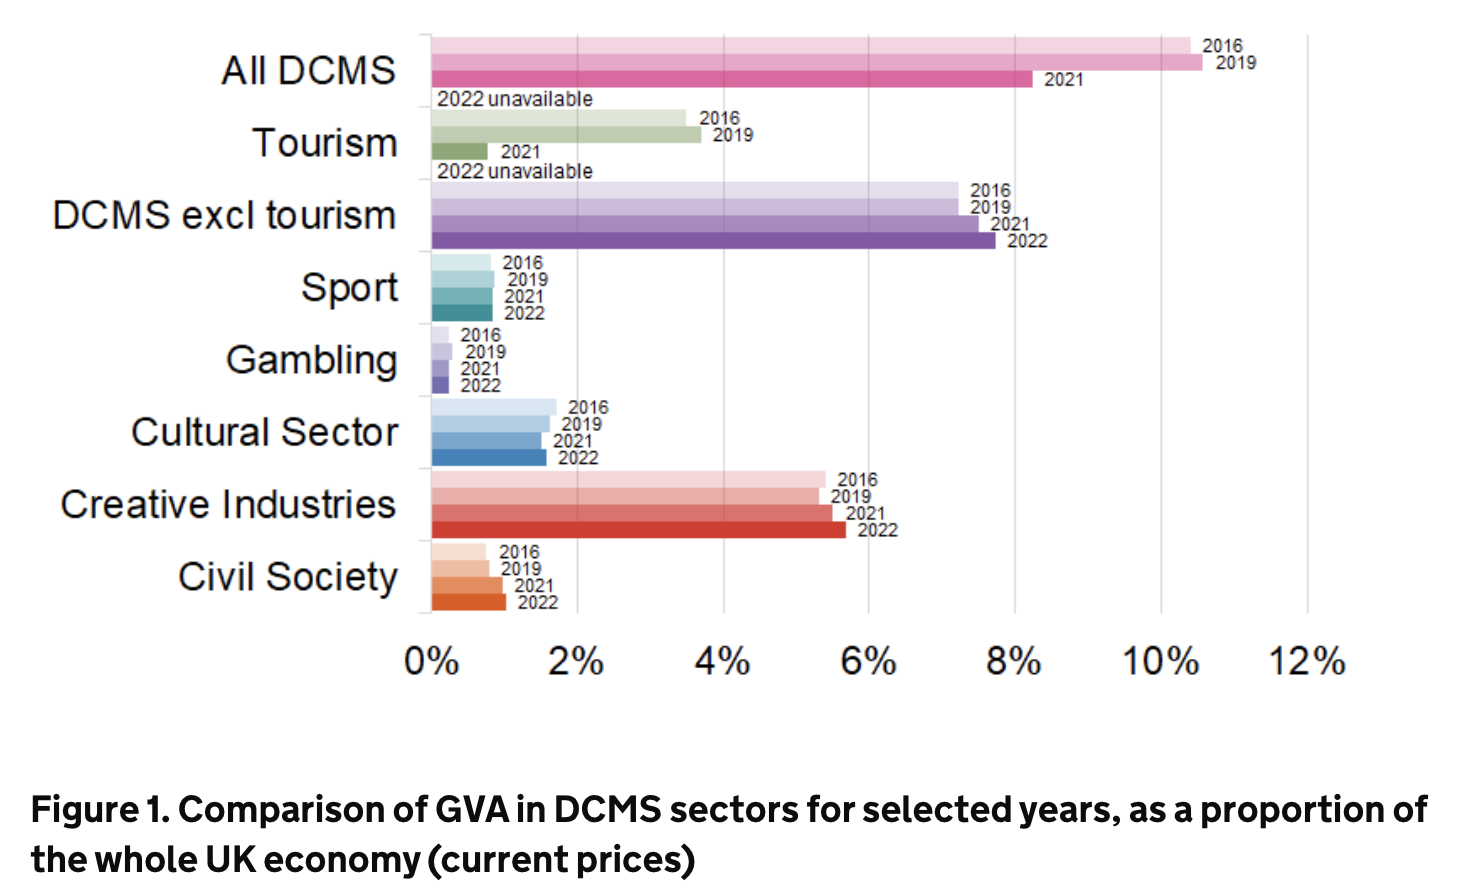 All DCMS
2016
2019
2021
2022 unavailable
Tourism
2016
2019
2021
2022 unavailable
DCMS excl tourism
2016
2019
2021
2022
Sport
2016
2019
2021
2022
Gambling
2016
2019
2021
2022
Cultural Sector
2016
2019
2021
2022
Creative Industries
2016
2019
2021
2022
Civil Society
2016
2019
2021
2022
0% 2% 4% 6% 8% 10% 12%
Figure 1. Comparison of GVA in DCMS sectors for selected years, as a proportion of
the whole UK economy (current prices)